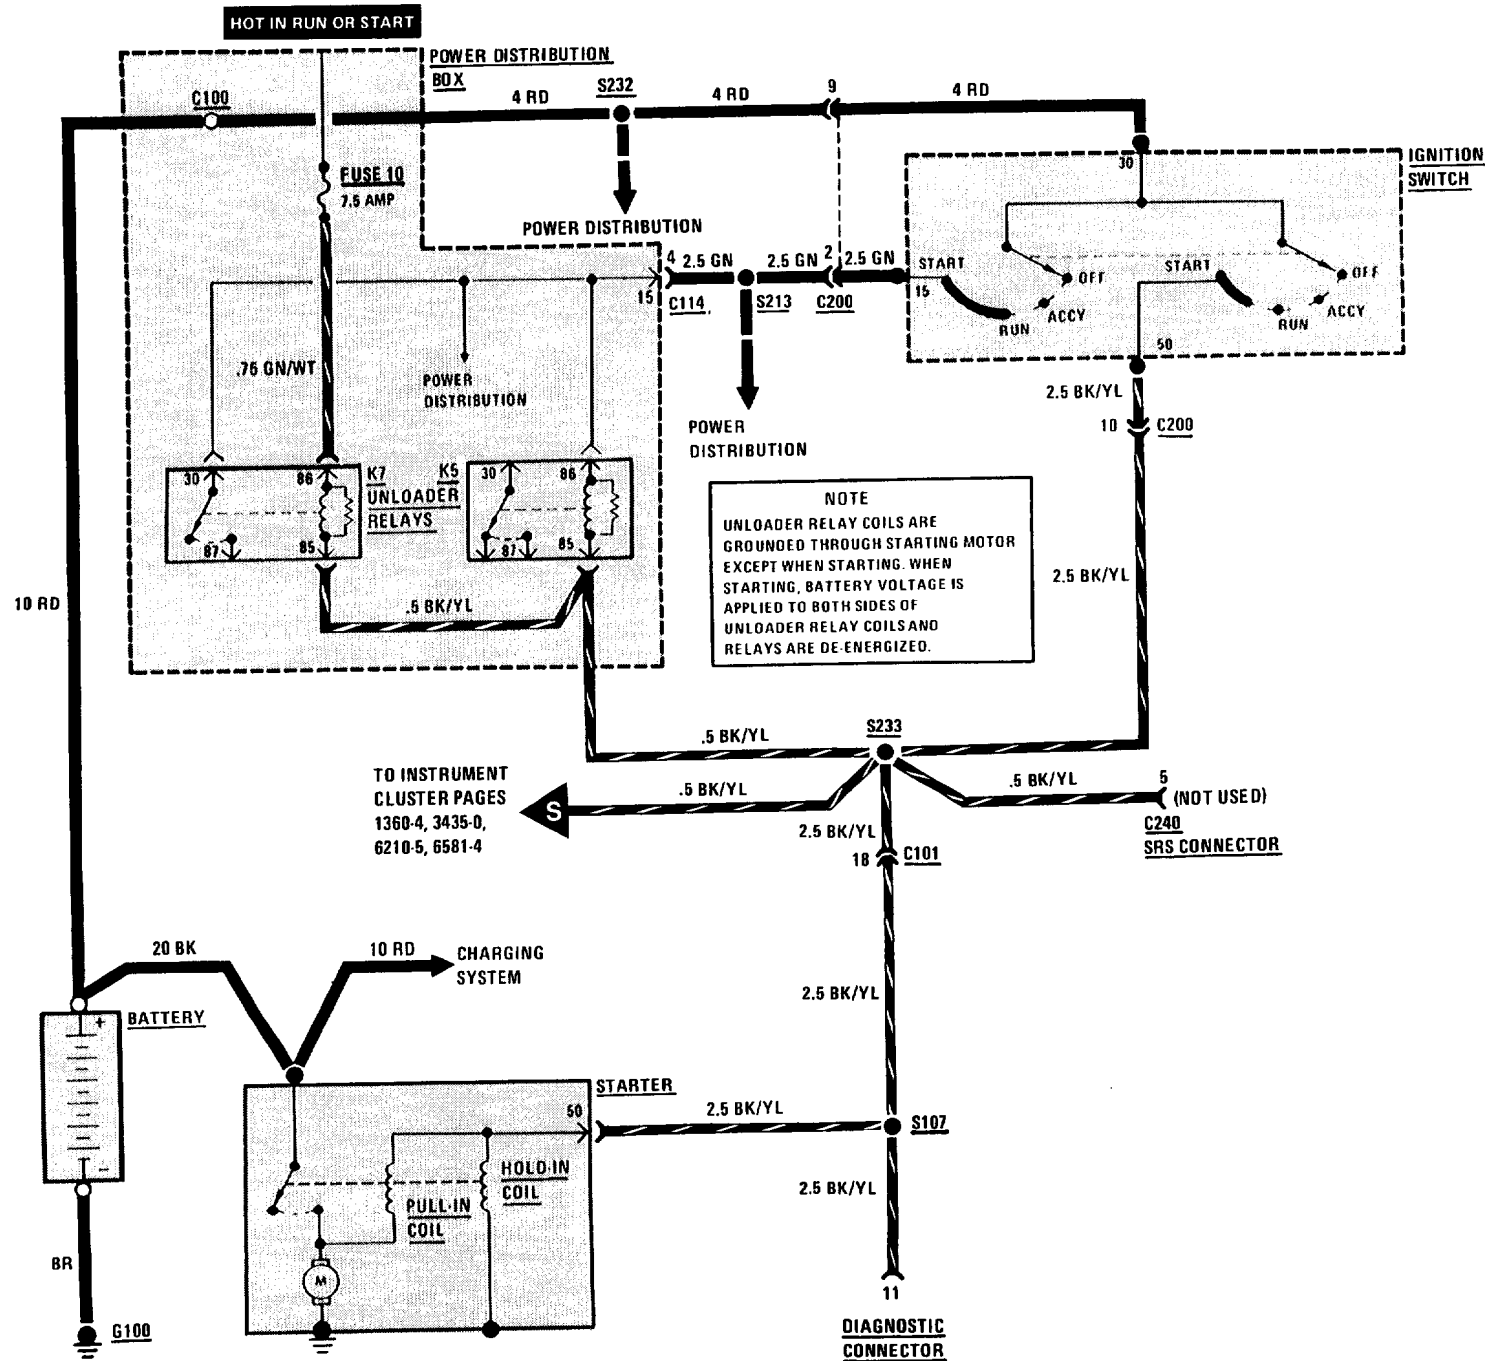 HOT IN RUN OR START
POWER DISTRIBUTION
BOX
C100
4 RD
S232
4 RD
9
4 RD
30
IGNITION
SWITCH
FUSE 10
7.5 AMP
POWER DISTRIBUTION
4
2.5 GN
2.5 GN
2
2.5 GN
START
OFF
START
OFF
15
C114
S213
C200
15
RUN
ACCY
RUN
ACCY
50
.75 GN/WT
POWER
DISTRIBUTION
POWER
DISTRIBUTION
2.5 BK/YL
10
C200
30
86
K7
UNLOADER
RELAYS
K5
30
86
87
85
87
85
NOTE
UNLOADER RELAY COILS ARE
GROUNDED THROUGH STARTING MOTOR
EXCEPT WHEN STARTING. WHEN
STARTING, BATTERY VOLTAGE IS
APPLIED TO BOTH SIDES OF
UNLOADER RELAY COILS AND
RELAYS ARE DE-ENERGIZED.
2.5 BK/YL
10 RD
.5 BK/YL
S233
.5 BK/YL
TO INSTRUMENT
CLUSTER PAGES
1360-4, 3435-0,
6210-5, 6581-4
S
.5 BK/YL
.5 BK/YL
5
(NOT USED)
C240
SRS CONNECTOR
2.5 BK/YL
18
C101
20 BK
10 RD
CHARGING
SYSTEM
2.5 BK/YL
+
BATTERY
-
STARTER
50
2.5 BK/YL
S107
HOLD-IN
COIL
PULL-IN
COIL
2.5 BK/YL
M
BR
G100
11
DIAGNOSTIC
CONNECTOR